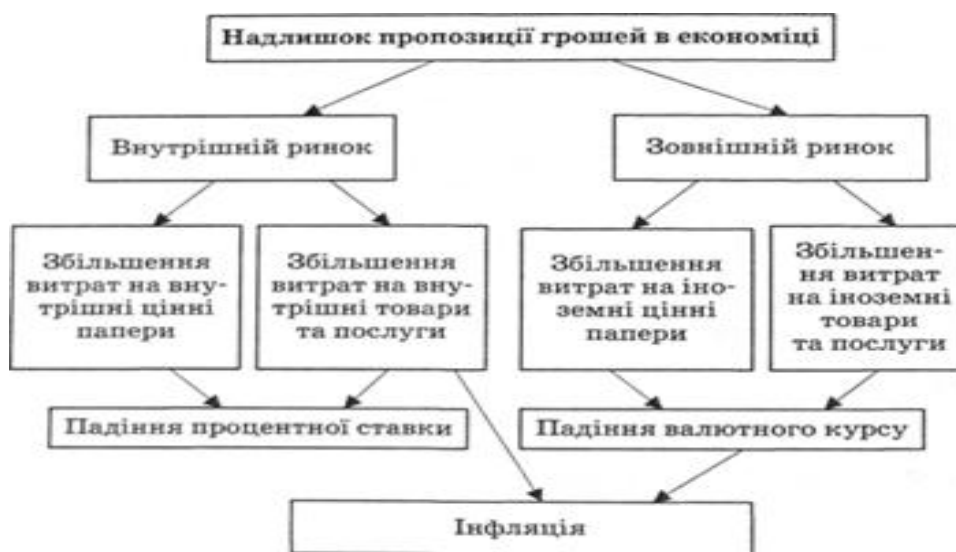 Надлишок пропозиції грошей в економіці
Внутрішній ринок
Зовнішній ринок
Збільшення
витрат на вну-
трішні цінні
папери
Збільшення
витрат на вну-
трішні товари
та послуги
Збільшення
витрат на іно-
земні цінні
папери
Збільшен-
ня витрат
на іноземні
товари
та послуги
Падіння процентної ставки
Падіння валютного курсу
Інфляція